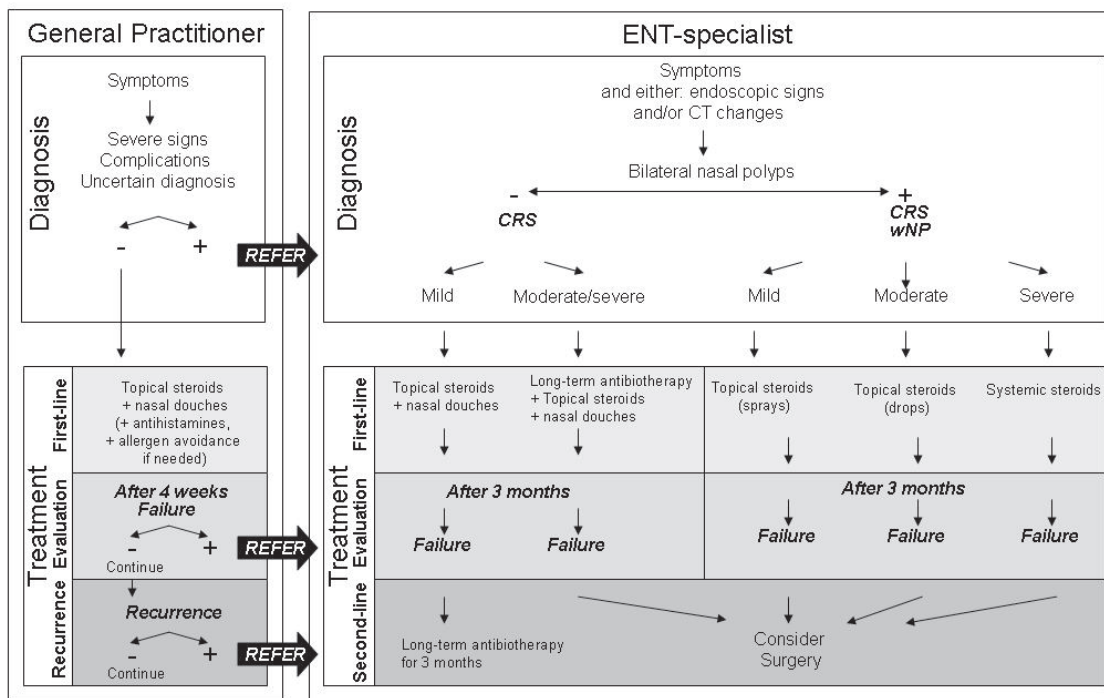 General Practitioner
Diagnosis
Symptoms
Severe signs
Complications
Uncertain diagnosis
- +
REFER
Treatment
First-line
Topical steroids
+ nasal douches
(+ antihistamines,
+ allergen avoidance
if needed)
Evaluation
After 4 weeks
Failure
- +
Continue
REFER
Recurrence
Recurrence
- +
Continue
REFER
ENT-specialist
Diagnosis
Symptoms
and either: endoscopic signs
and/or CT changes
Bilateral nasal polyps
- +
CRS
CRS
wNP
Mild
Moderate/severe
Mild
Moderate
Severe
Treatment
First-line
Topical steroids
+ nasal douches
Long-term antibiotherapy
+ Topical steroids
+ nasal douches
Topical steroids
(sprays)
Topical steroids
(drops)
Systemic steroids
Evaluation
After 3 months
Failure
Failure
After 3 months
Failure
Failure
Failure
Second-line
Long-term antibiotherapy
for 3 months
Consider
Surgery